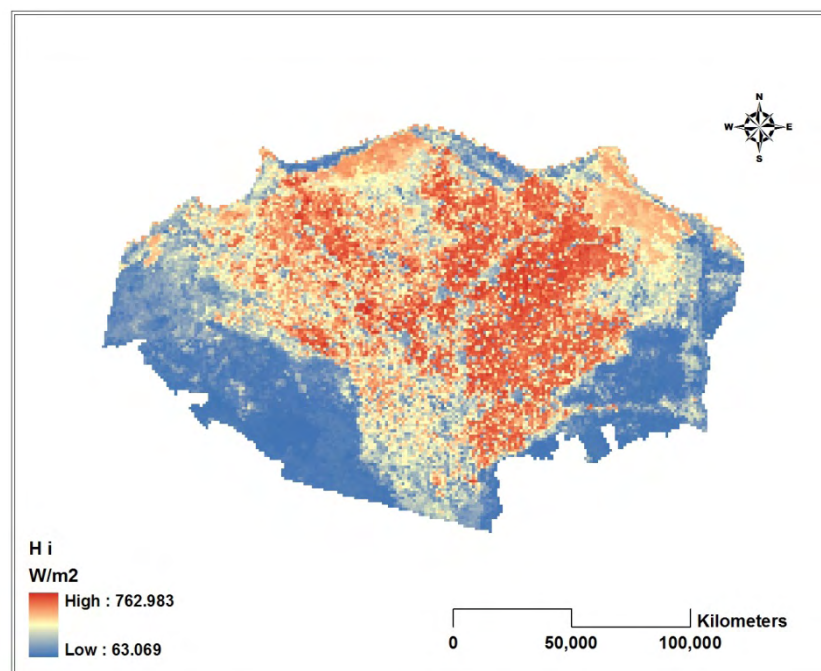 N
W E
S
H i
W/m2
High : 762.983
Low : 63.069
Kilometers
0 50,000 100,000